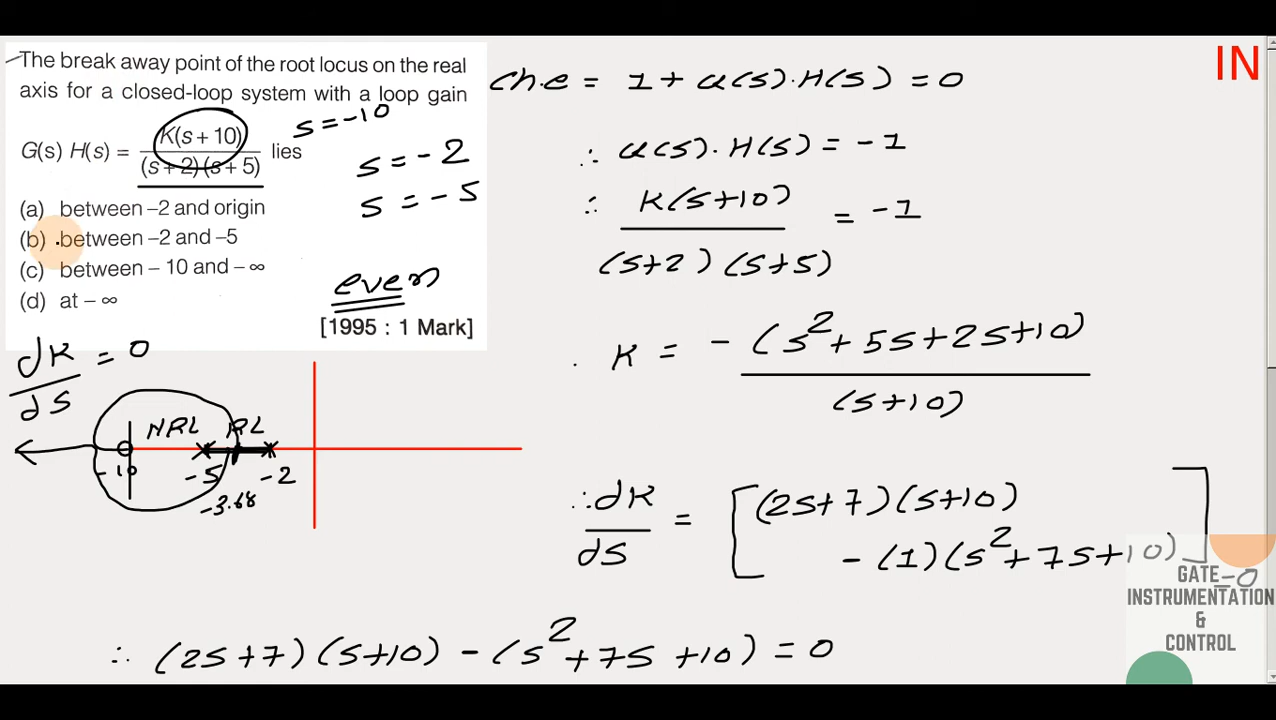 The break away point of the root locus on the real
axis for a closed-loop system with a loop gain
G(s) H(s) = K(s + 10) / (s + 2)(s + 5) lies
(a) between –2 and origin
(b) between –2 and –5
(c) between – 10 and – ∞
(d) at – ∞
[1995 : 1 Mark]
s = -10
s = -2
s = -5
even
dK/ds = 0
NRL RL
-10 -5 -2
-3.68
IN
Ch.e = 1 + G(s).H(s) = 0
∴ G(s).H(s) = -1
∴ K(s+10) / (s+2)(s+5) = -1
K = -(s²+5s+2s+10) / (s+10)
∴ dK/ds = [(2s+7)(s+10)
-(1)(s²+7s+10)]
=0
∴ (2s+7)(s+10) - (s²+7s+10) = 0
GATE
INSTRUMENTATION
&
CONTROL